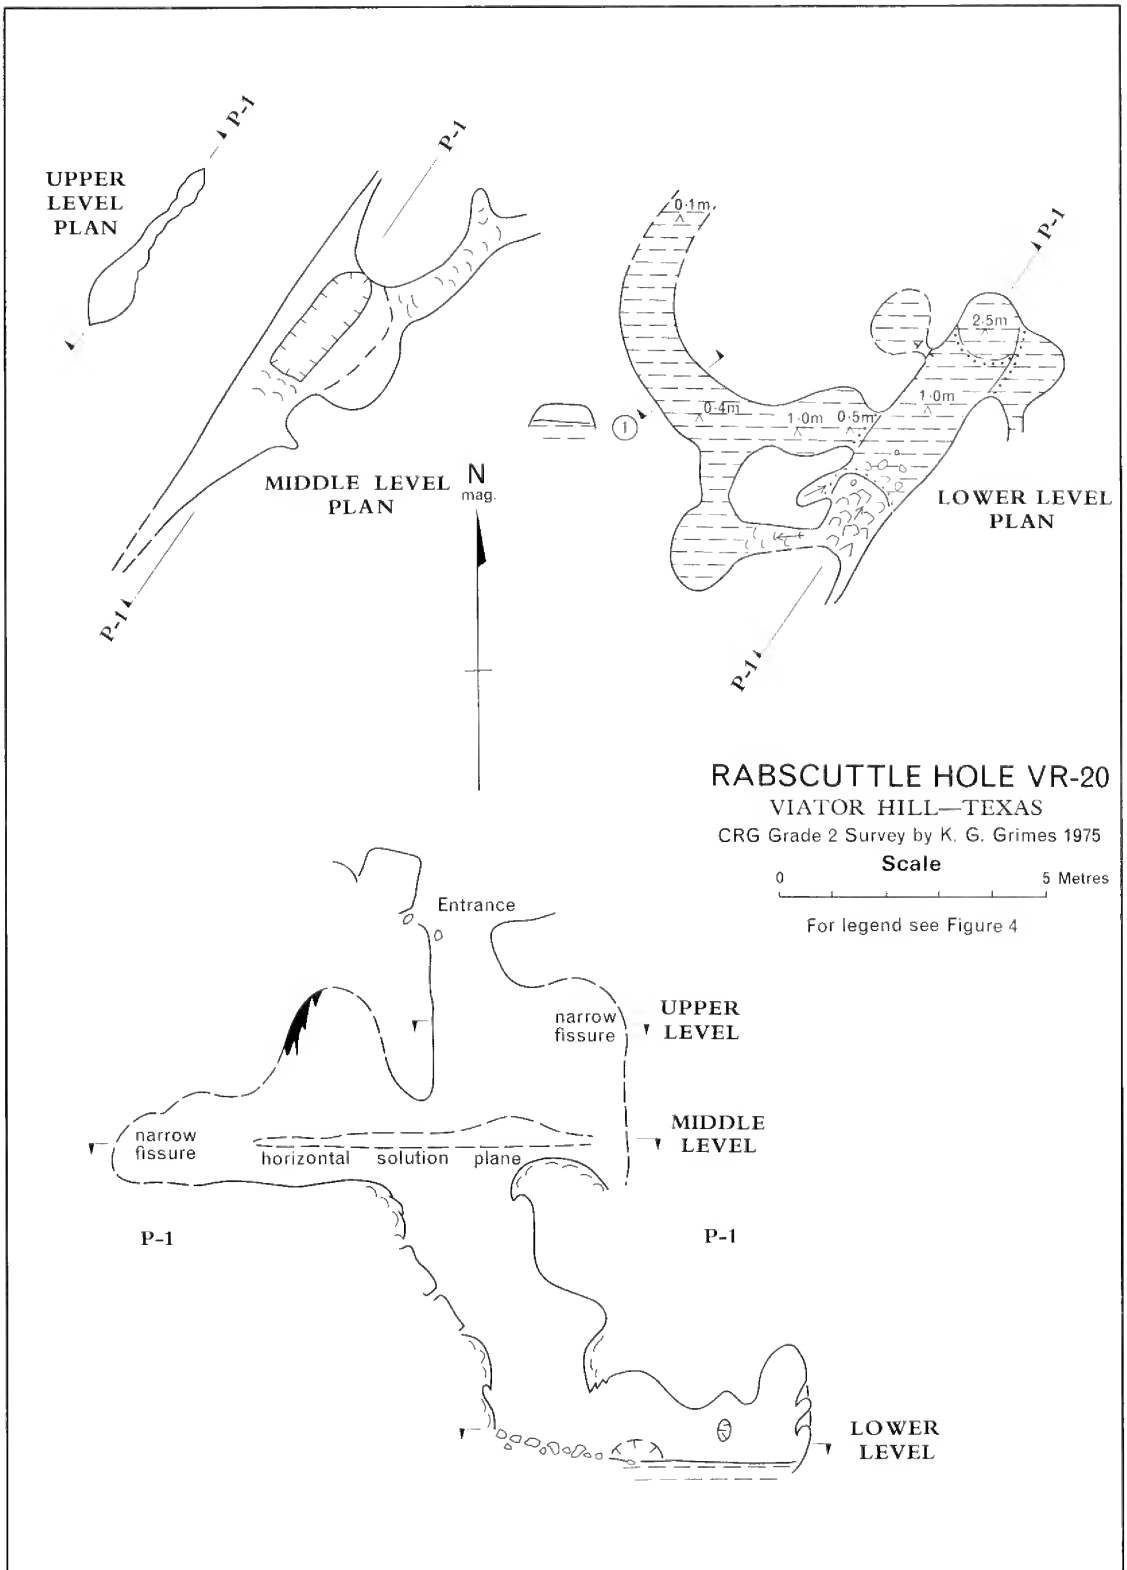 P-1
UPPER
LEVEL
PLAN
P-1
MIDDLE LEVEL
PLAN
P-1
N
mag.
0·1m
P-1
2·5m
1·0m
0·4m
1·0m
0·5m
1
LOWER LEVEL
PLAN
P-1
RABSCUTTLE HOLE VR-20
VIATOR HILL—TEXAS
CRG Grade 2 Survey by K. G. Grimes 1975
Scale
0 5 Metres
For legend see Figure 4
Entrance
narrow
fissure
UPPER
LEVEL
narrow
fissure
horizontal solution plane
MIDDLE
LEVEL
P-1
P-1
LOWER
LEVEL